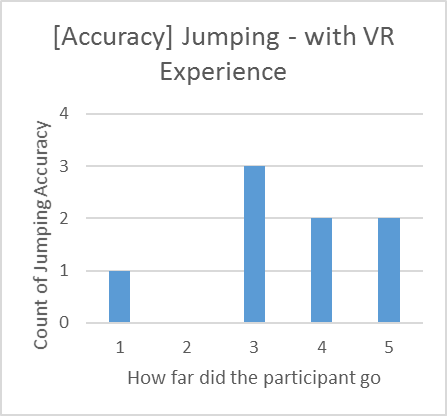 [Accuracy] Jumping - with VR
Experience
Count of Jumping Accuracy
4
3
2
1
0
1 2 3 4 5
How far did the participant go